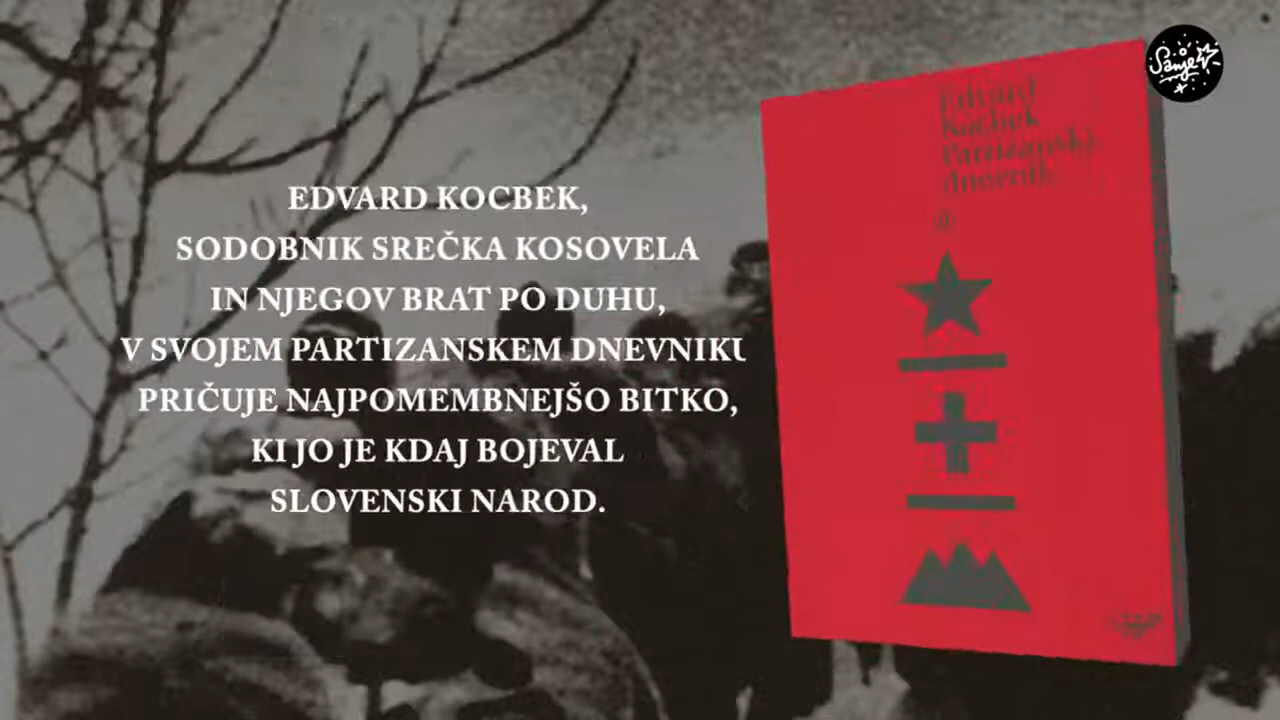 EDVARD KOCBEK,
SODOBNIK SREČKA KOSOVELA
IN NJEGOV BRAT PO DUHU,
V SVOJEM PARTIZANSKEM DNEVNIKU
PRIČUJE NAJPOMEMBNEJŠO BITKO,
KI JO JE KDAJ BOJEVAL
SLOVENSKI NAROD.
Edvard
Kocbek
Partizanski
dnevnik
Sanje